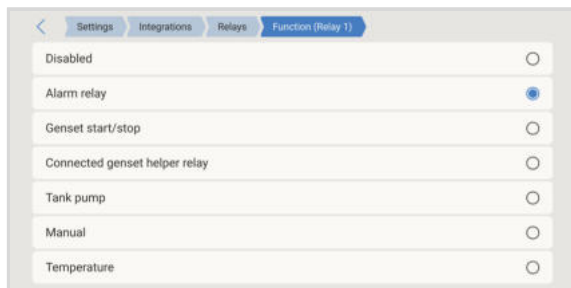 Settings Integrations Relays Function (Relay 1)
Disabled
Alarm relay
Genset start/stop
Connected genset helper relay
Tank pump
Manual
Temperature